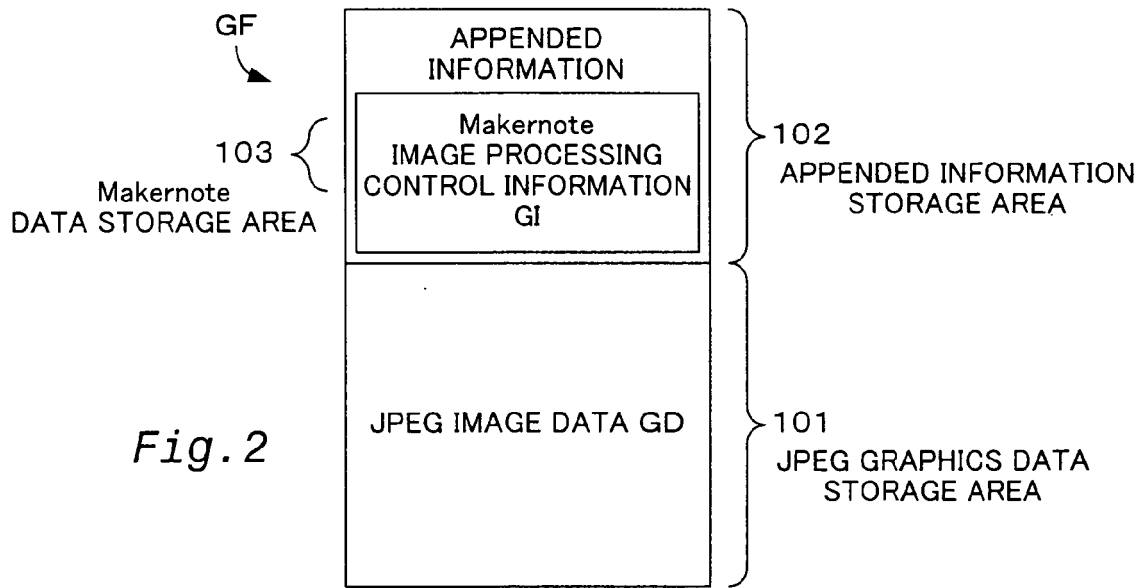 GF
APPENDED
INFORMATION
Makernote
IMAGE PROCESSING
CONTROL INFORMATION
GI
103
Makernote
DATA STORAGE AREA
102
APPENDED INFORMATION
STORAGE AREA
JPEG IMAGE DATA GD
101
JPEG GRAPHICS DATA
STORAGE AREA
Fig.2